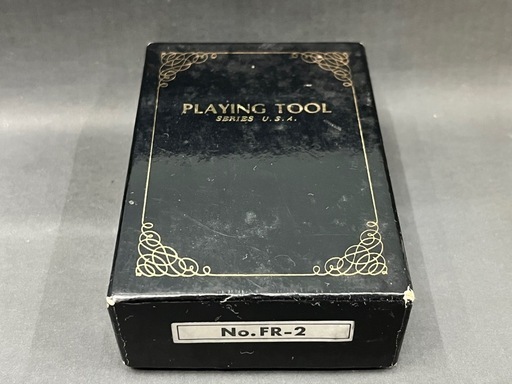 PLAYING TOOL
SERIES U.S.A.
No. FR-2